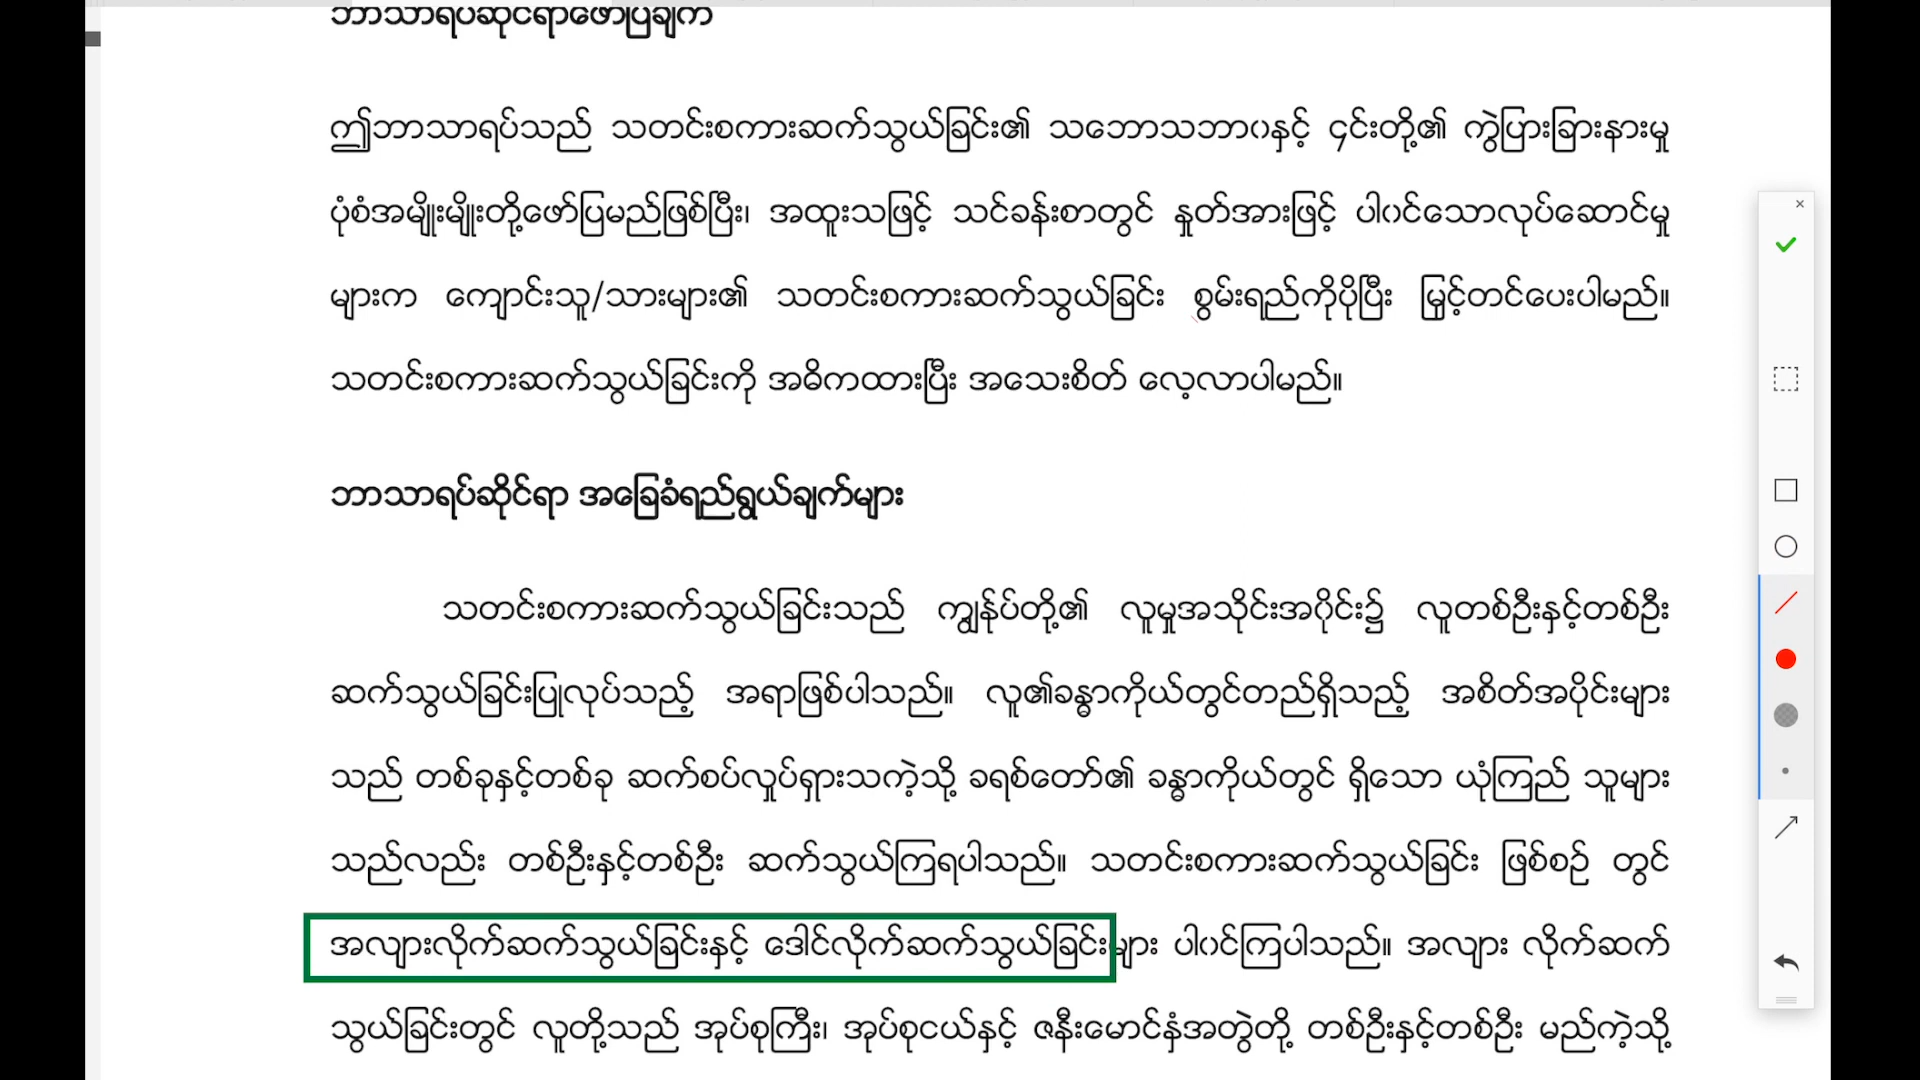 ဘာသာရပ်ဆိုင်ရာဖော်ပြချက်
ဤဘာသာရပ်သည် သတင်းစကားဆက်သွယ်ခြင်း၏ သဘောသဘာဝနှင့် ၄င်းတို့၏ ကွဲပြားခြားနားမှု
ပုံစံအမျိုးမျိုးတို့ဖော်ပြမည်ဖြစ်ပြီး၊ အထူးသဖြင့် သင်ခန်းစာတွင် နှုတ်အားဖြင့် ပါဝင်သောလုပ်ဆောင်မှု
များက ကျောင်းသူ/သားများ၏ သတင်းစကားဆက်သွယ်ခြင်း စွမ်းရည်ကိုပိုပြီး မြှင့်တင်ပေးပါမည်။
သတင်းစကားဆက်သွယ်ခြင်းကို အဓိကထားပြီး အသေးစိတ် လေ့လာပါမည်။
ဘာသာရပ်ဆိုင်ရာ အခြေခံရည်ရွယ်ချက်များ
သတင်းစကားဆက်သွယ်ခြင်းသည် ကျွန်ုပ်တို့၏ လူမှုအသိုင်းအဝိုင်း၌ လူတစ်ဦးနှင့်တစ်ဦး
ဆက်သွယ်ခြင်းပြုလုပ်သည့် အရာဖြစ်ပါသည်။ လူ၏ခန္ဓာကိုယ်တွင်တည်ရှိသည့် အစိတ်အပိုင်းများ
သည် တစ်ခုနှင့်တစ်ခု ဆက်စပ်လှုပ်ရှားသကဲ့သို့ ခရစ်တော်၏ ခန္ဓာကိုယ်တွင် ရှိသော ယုံကြည် သူများ
သည်လည်း တစ်ဦးနှင့်တစ်ဦး ဆက်သွယ်ကြရပါသည်။ သတင်းစကားဆက်သွယ်ခြင်း ဖြစ်စဉ် တွင်
အလျားလိုက်ဆက်သွယ်ခြင်းနှင့် ဒေါင်လိုက်ဆက်သွယ်ခြင်းများ ပါဝင်ကြပါသည်။ အလျား လိုက်ဆက်
သွယ်ခြင်းတွင် လူတို့သည် အုပ်စုကြီး၊ အုပ်စုငယ်နှင့် ဇနီးမောင်နှံအတွဲတို့ တစ်ဦးနှင့်တစ်ဦး မည်ကဲ့သို့